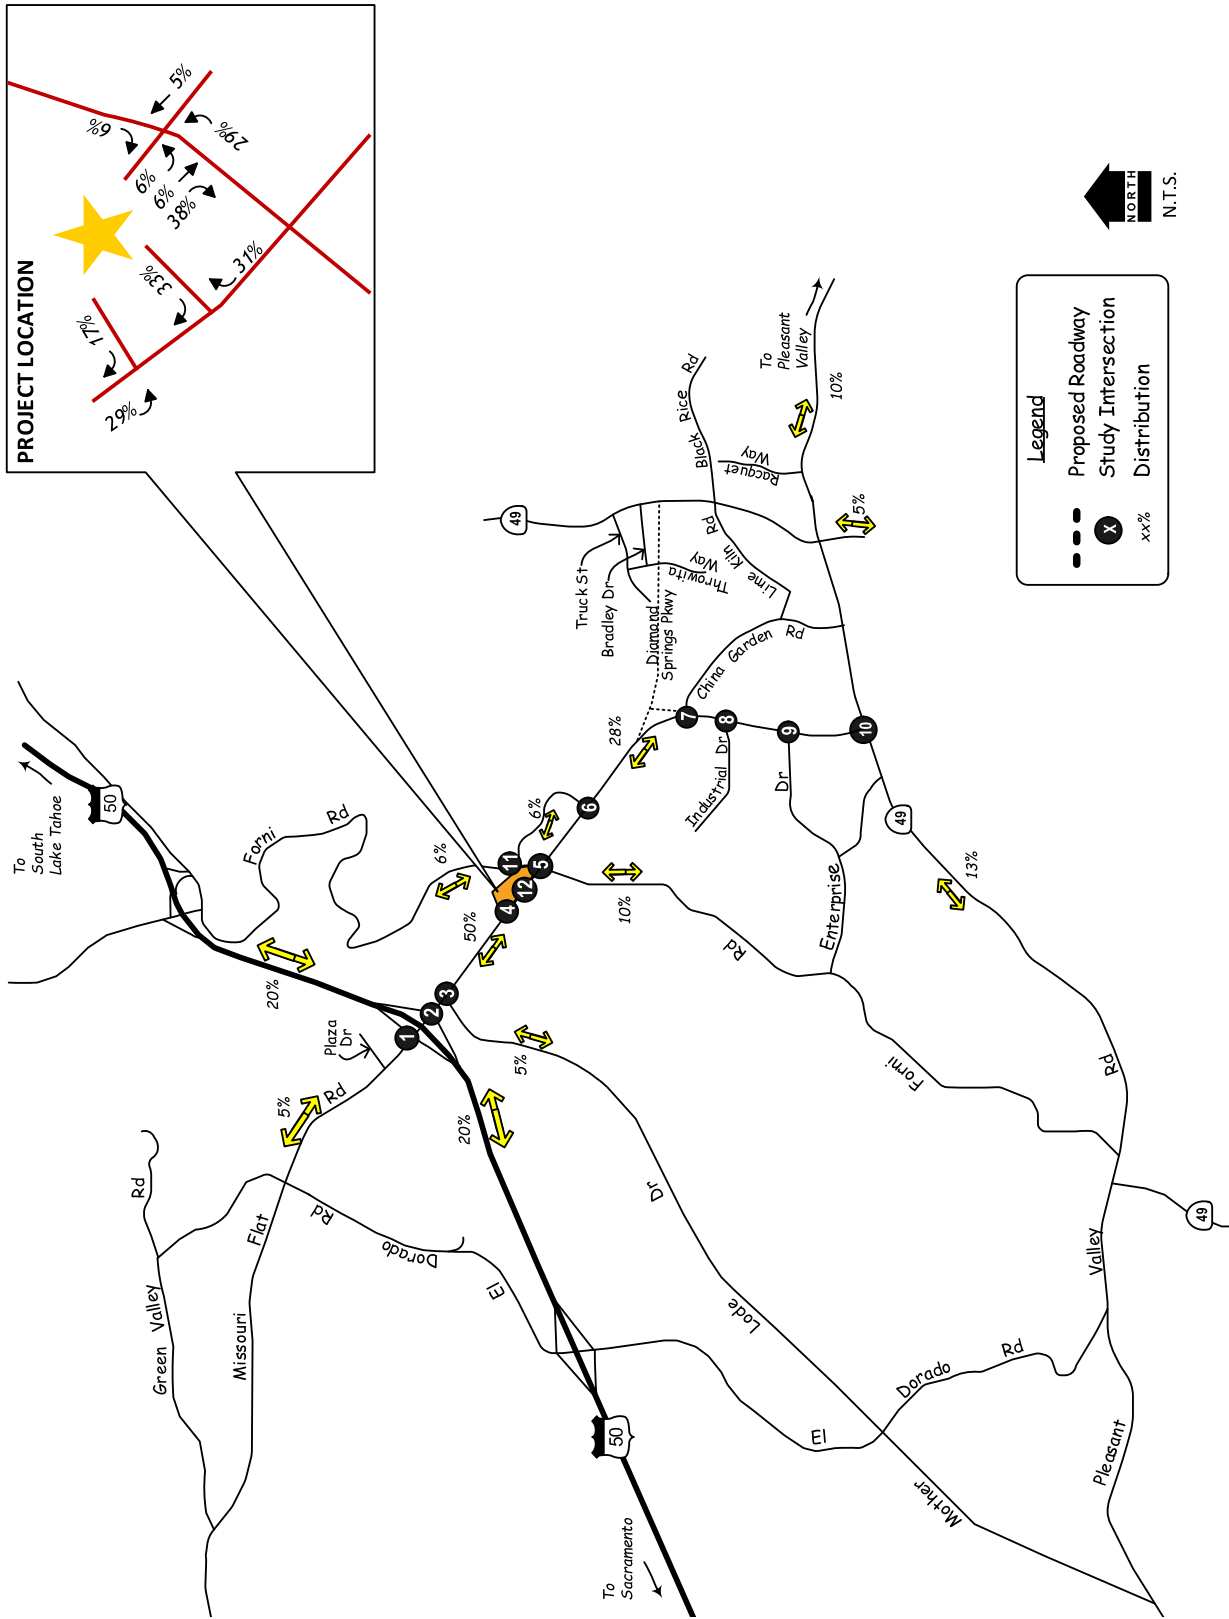 PROJECT LOCATION
29%
17%
33%
31%
6%
6%
38%
6%
5%
29%
To
South
Lake Tahoe
50
Forni
Rd
49
Truck St
Bradley Dr
Diamond
Springs Pkwy
Throwita
Way
Lime Kiln
Rd
Black Rice Rd
Racquet
Way
To
Pleasant
Valley
10%
5%
China Garden Rd
28%
6%
6%
50%
20%
10%
Plaza
Dr
5%
Rd
Green Valley
Rd
Missouri
Flat
El
Dorado
Rd
20%
5%
1
2
3
4
5
6
7
8
9
10
11
12
Industrial Dr
Enterprise
Dr
49
13%
Forni
Rd
Rd
Valley
Pleasant
49
Mother
Lode
Dr
El
Dorado
Rd
50
To
Sacramento
Legend
Proposed Roadway
X
Study Intersection
xx%
Distribution
NORTH
N.T.S.